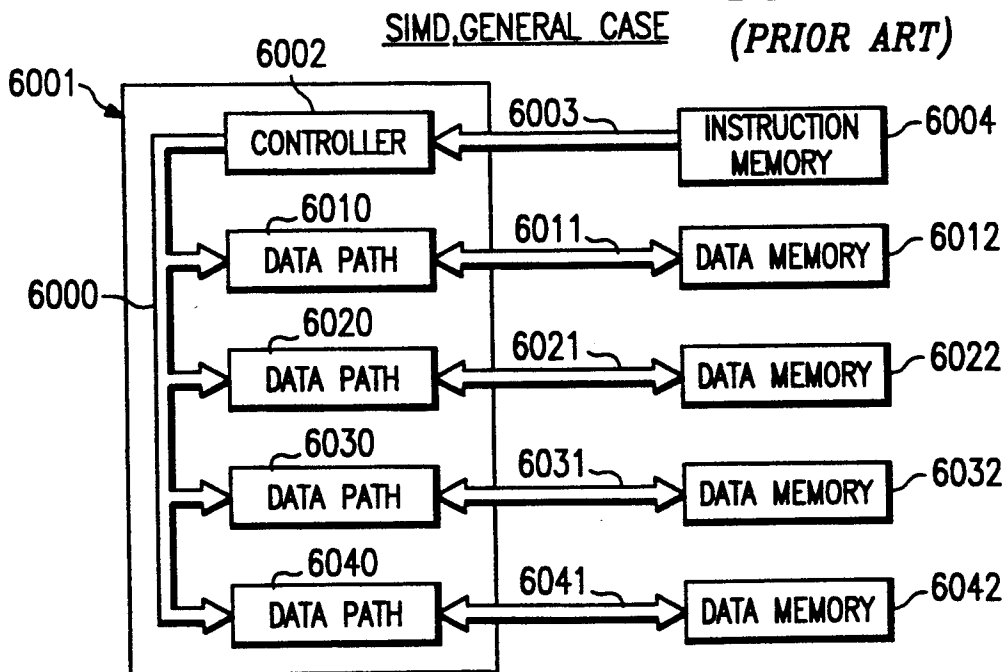 SIMD, GENERAL CASE
(PRIOR ART)
6001
6002
CONTROLLER
6003
INSTRUCTION
MEMORY
6004
6000
6010
DATA PATH
6011
DATA MEMORY
6012
6020
DATA PATH
6021
DATA MEMORY
6022
6030
DATA PATH
6031
DATA MEMORY
6032
6040
DATA PATH
6041
DATA MEMORY
6042